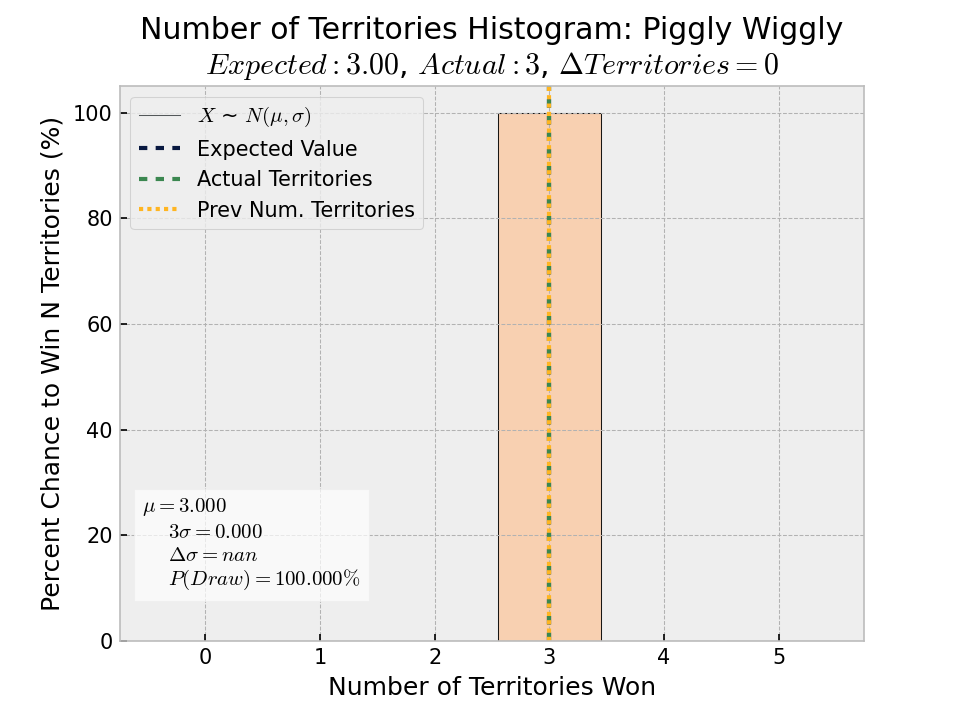 Number of Territories Histogram: Piggly Wiggly
Expected: 3.00, Actual: 3, ΔTerritories = 0
Percent Chance to Win N Territories (%)
100
80
60
40
20
0
X ~ N(μ, σ)
Expected Value
Actual Territories
Prev Num. Territories
μ = 3.000
3σ = 0.000
Δσ = nan
P(Draw) = 100.000%
0 1 2 3 4 5
Number of Territories Won